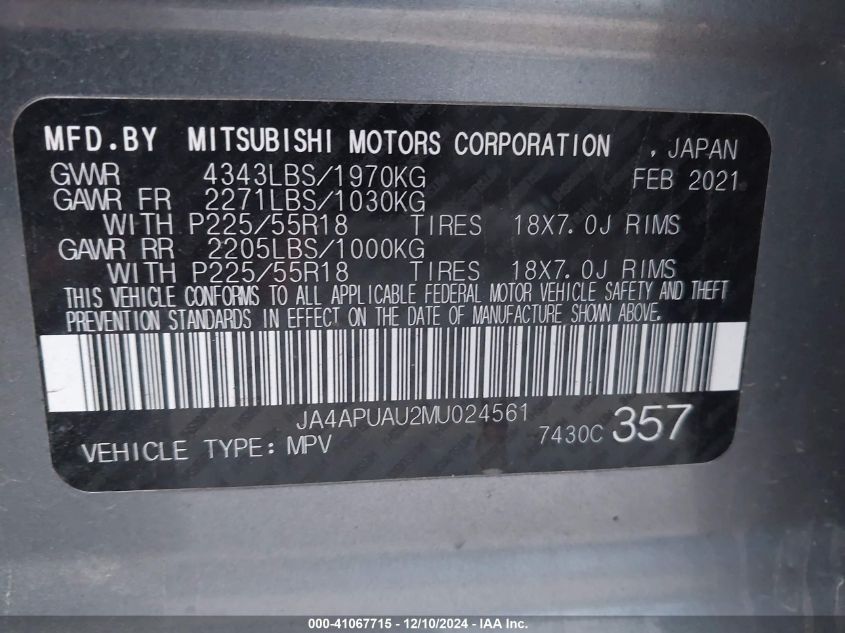 MFD.BY MITSUBISHI MOTORS CORPORATION , JAPAN
GVWR 4343LBS/1970KG FEB 2021
GAWR FR 2271LBS/1030KG
WITH P225/55R18 TIRES 18X7.0J RIMS
GAWR RR 2205LBS/1000KG
WITH P225/55R18 TIRES 18X7.0J RIMS
THIS VEHICLE CONFORMS TO ALL APPLICABLE FEDERAL MOTOR VEHICLE SAFETY AND THEFT
PREVENTION STANDARDS IN EFFECT ON THE DATE OF MANUFACTURE SHOWN ABOVE.
JA4APUAU2MU024561
7430C 357
VEHICLE TYPE: MPV
000-41067715 - 12/10/2024 - IAA Inc.